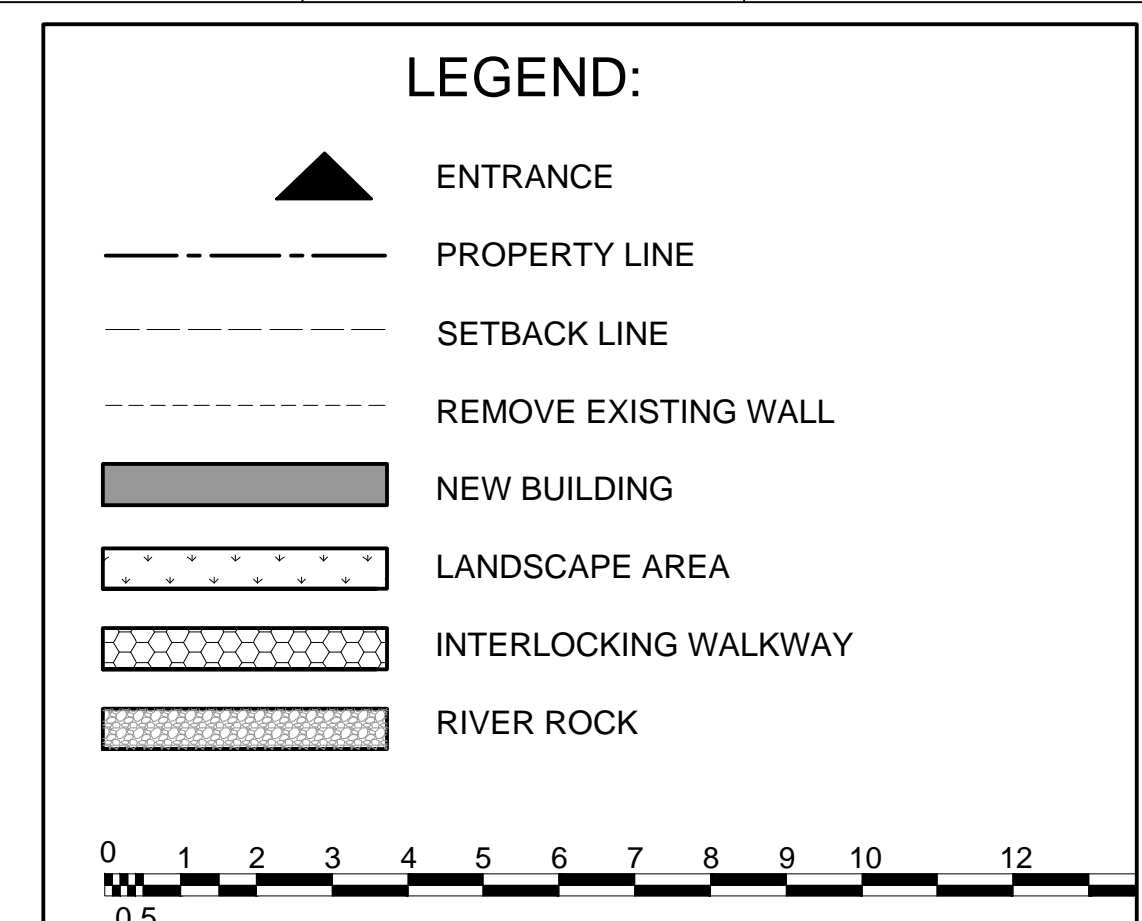 LEGEND:
ENTRANCE
PROPERTY LINE
SETBACK LINE
REMOVE EXISTING WALL
NEW BUILDING
LANDSCAPE AREA
INTERLOCKING WALKWAY
RIVER ROCK
0 1 2 3 4 5 6 7 8 9 10 12
0.5